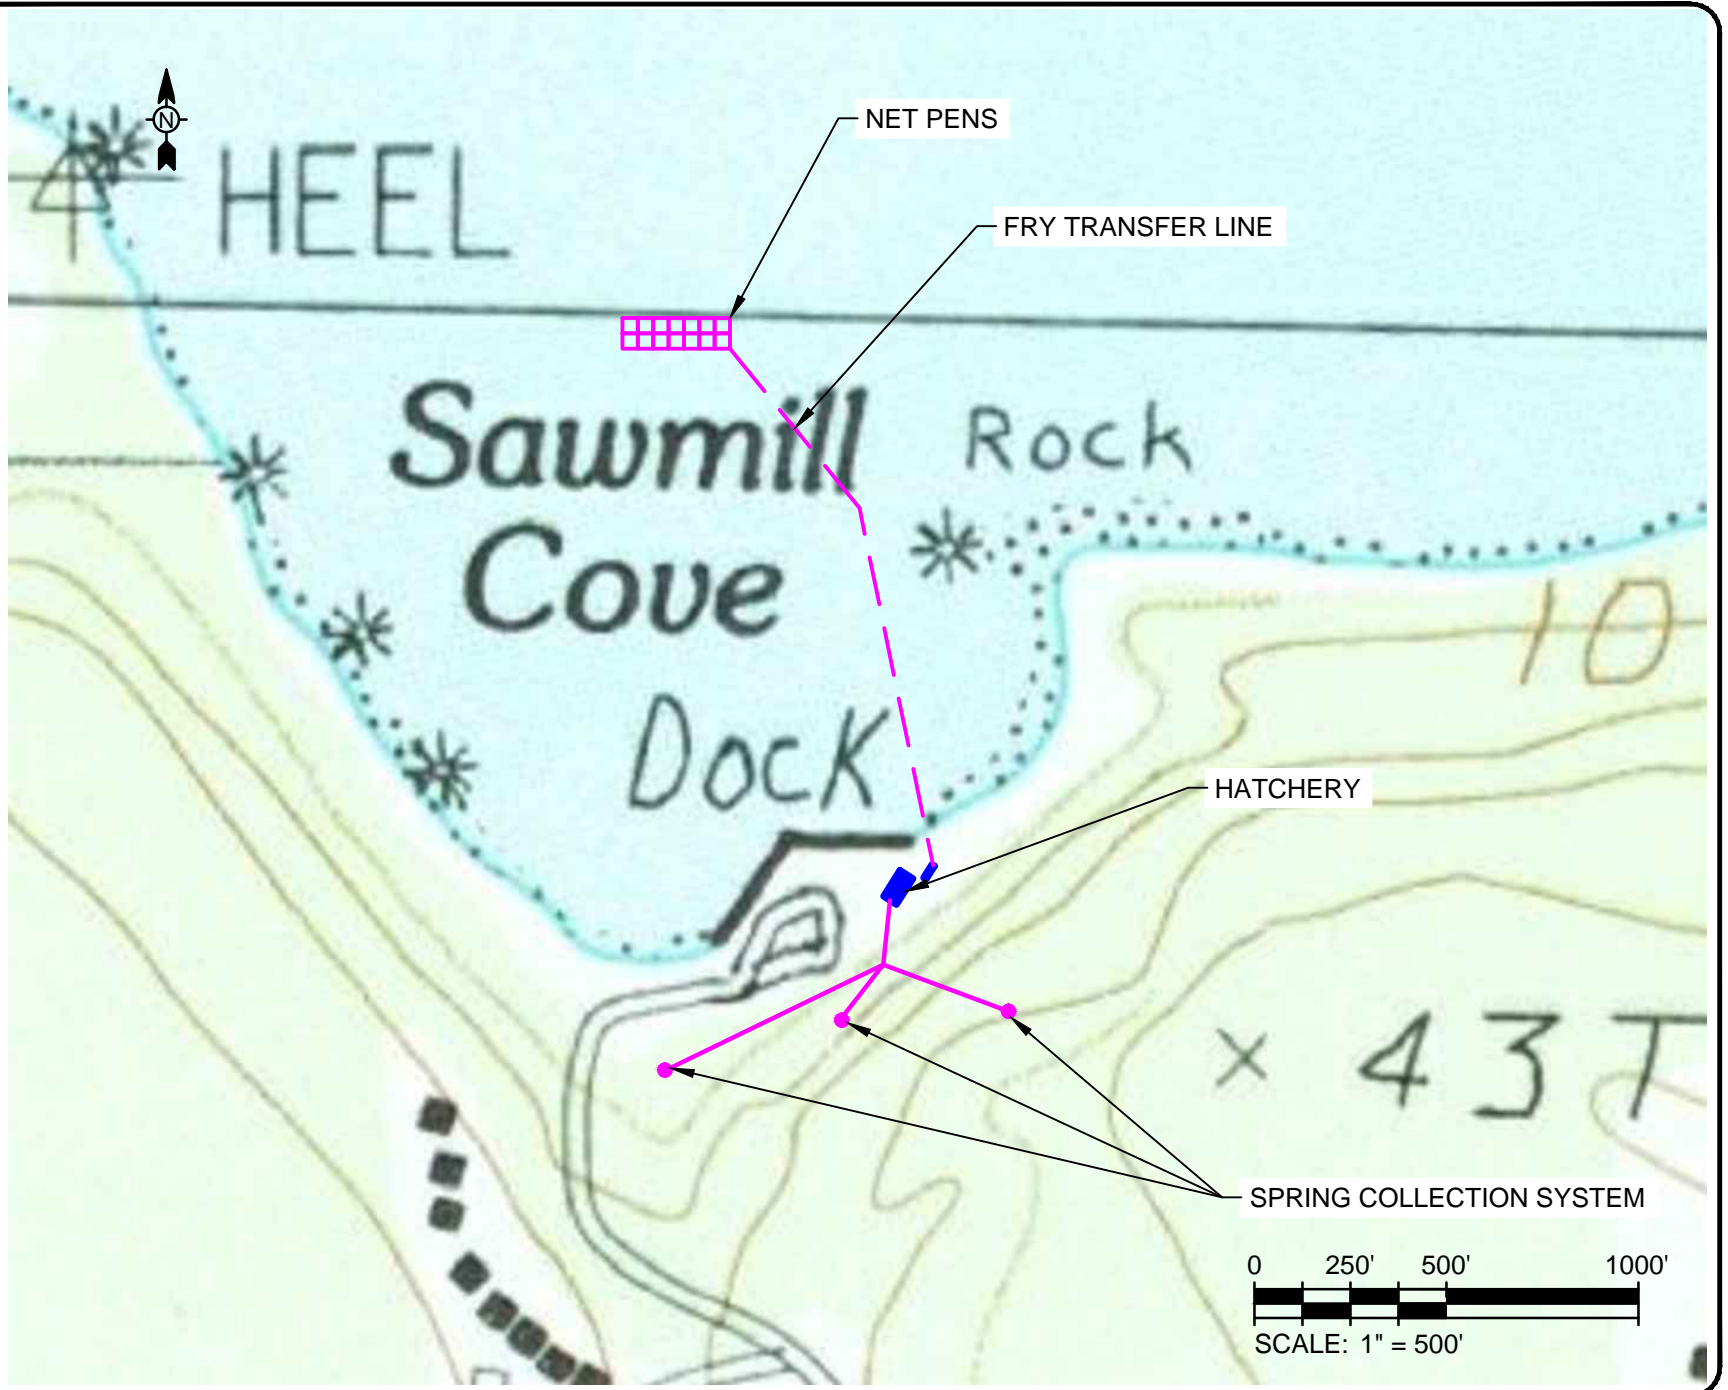 NET PENS
N
HEEL
FRY TRANSFER LINE
Sawmill
Rock
Cove
10
Dock
HATCHERY
× 43T
SPRING COLLECTION SYSTEM
0 250' 500' 1000'
SCALE: 1" = 500'